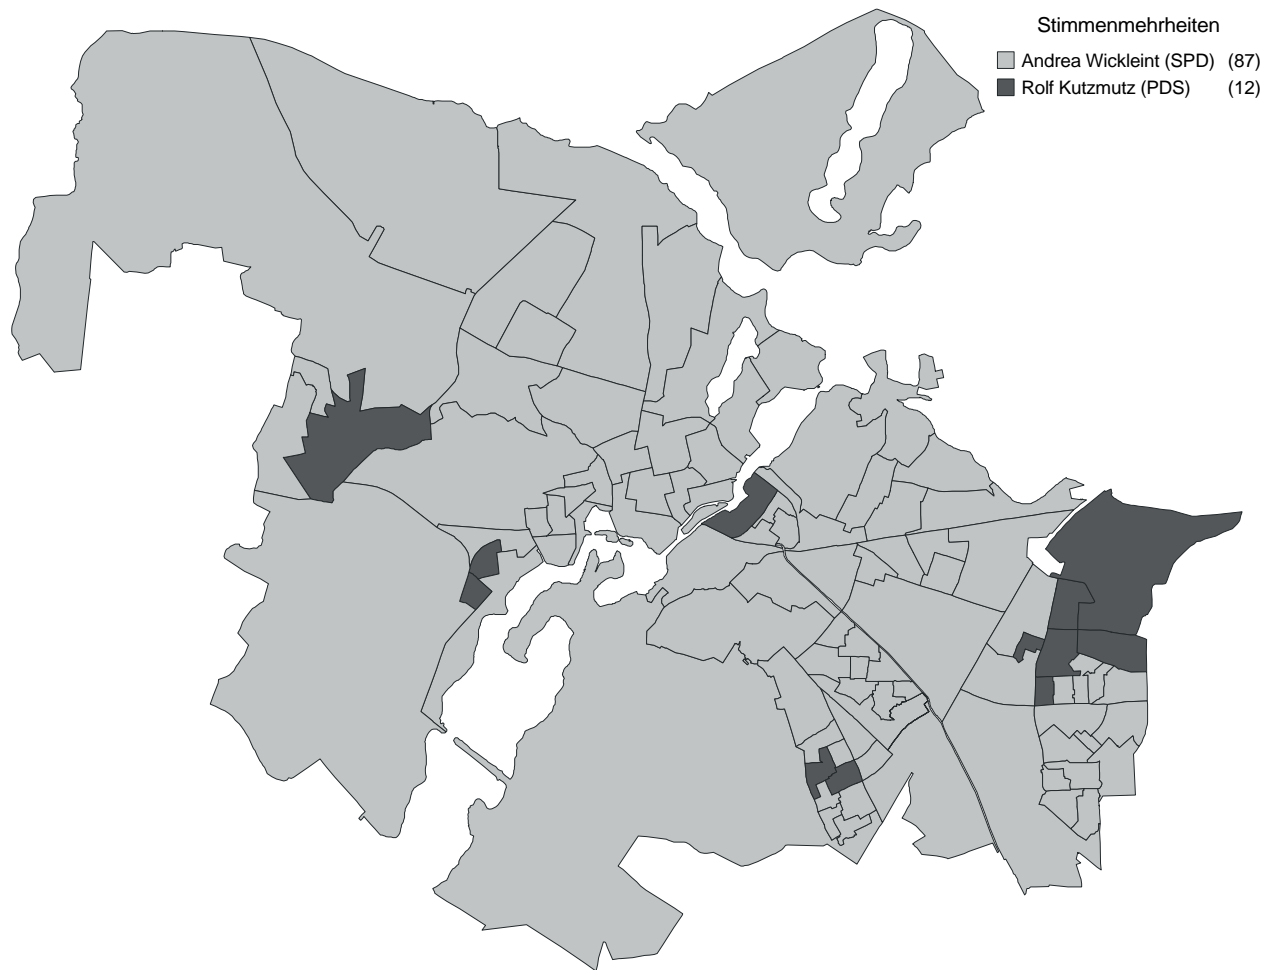 Stimmenmehrheiten
Andrea Wickleint (SPD) (87)
Rolf Kutzmutz (PDS) (12)